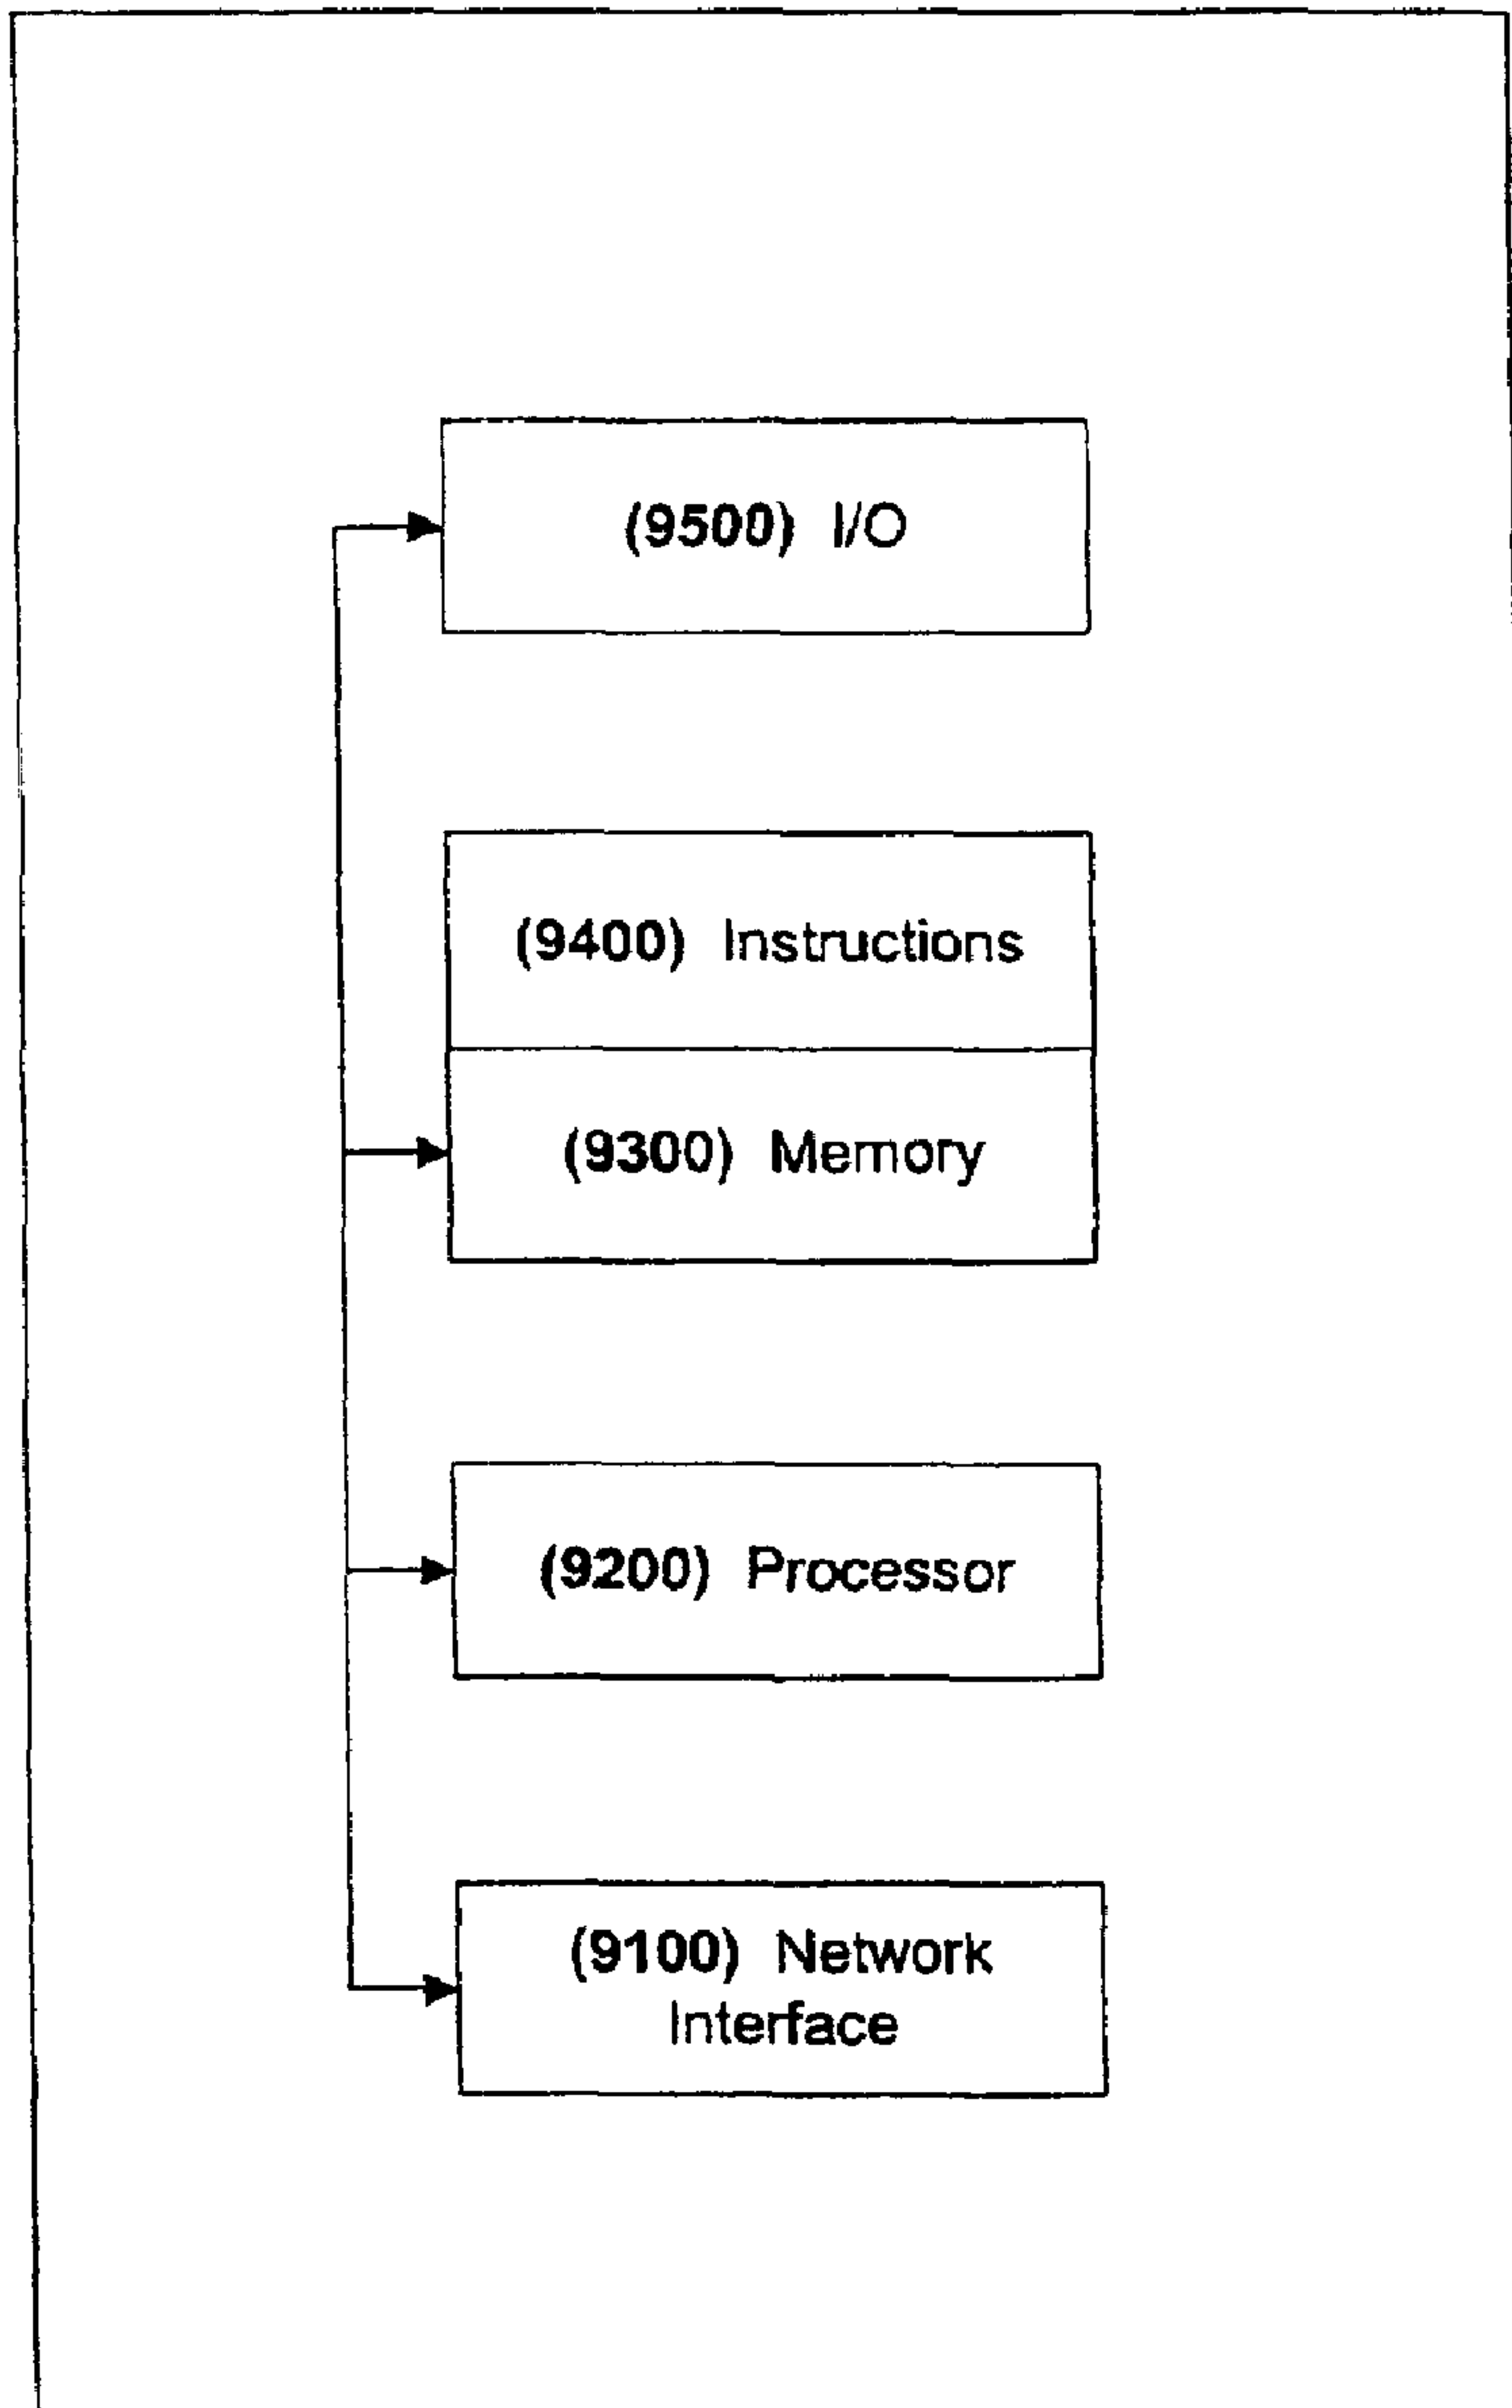 (9500) I/O
(9400) Instructions
(9300) Memory
(9200) Processor
(9100) Network
Interface